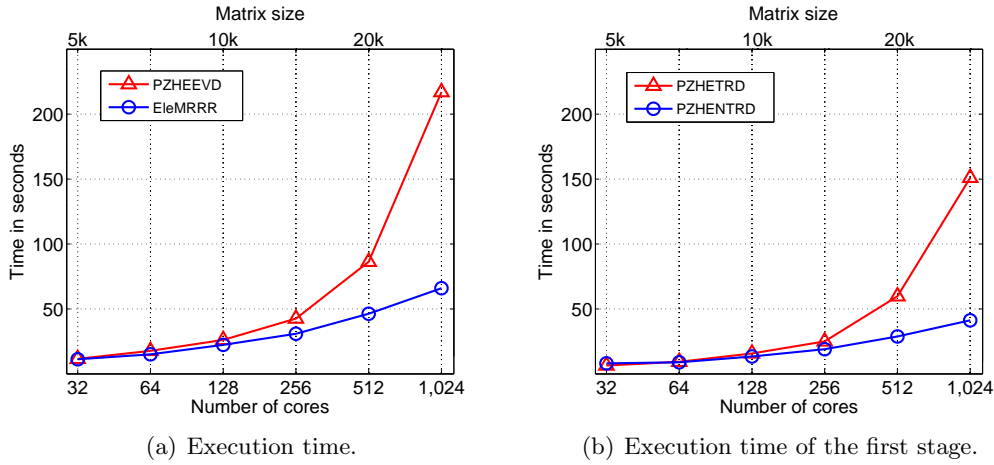 Matrix size
5k 10k 20k
PZHEEVD
EleMRRR
Time in seconds
200
150
100
50
32 64 128 256 512 1,024
Number of cores
(a) Execution time.
Matrix size
5k 10k 20k
PZHETRD
PZHENTRD
Time in seconds
200
150
100
50
32 64 128 256 512 1,024
Number of cores
(b) Execution time of the first stage.